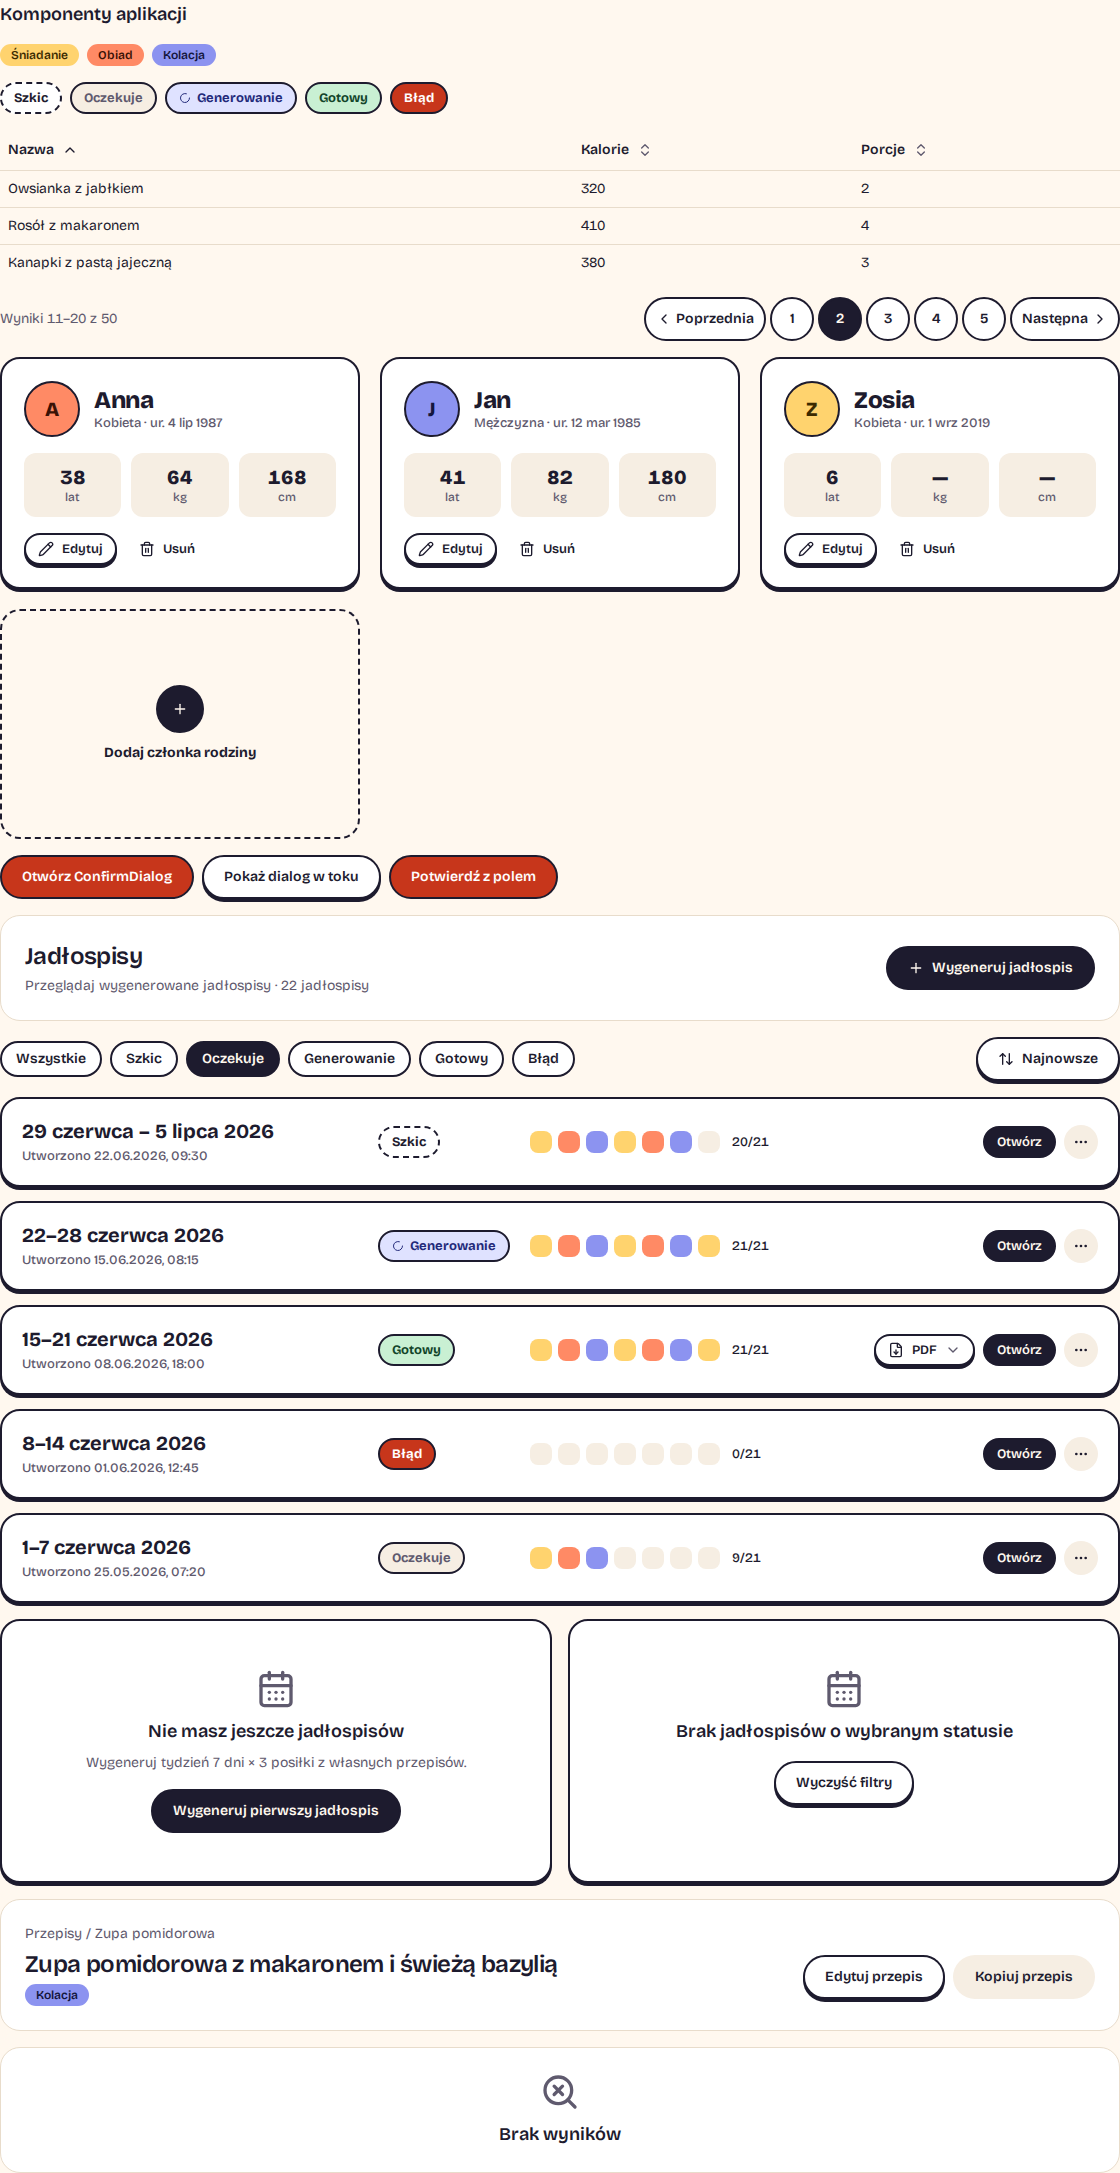 Komponenty aplikacji
Śniadanie Obiad Kolacja
Szkic Oczekuje Generowanie Gotowy Błąd
Nazwa Kalorie Porcje
Owsianka z jabłkiem 320 2
Rosół z makaronem 410 4
Kanapki z pastą jajeczną 380 3
Wyniki 11–20 z 50 Poprzednia 1 2 3 4 5 Następna
A Anna
Kobieta · ur. 4 lip 1987
38 64 168
lat kg cm
Edytuj Usuń
J Jan
Mężczyzna · ur. 12 mar 1985
41 82 180
lat kg cm
Edytuj Usuń
Z Zosia
Kobieta · ur. 1 wrz 2019
6 — —
lat kg cm
Edytuj Usuń
Dodaj członka rodziny
Otwórz ConfirmDialog Pokaż dialog w toku Potwierdź z polem
Jadłospisy
Przeglądaj wygenerowane jadłospisy · 22 jadłospisy
Wygeneruj jadłospis
Wszystkie Szkic Oczekuje Generowanie Gotowy Błąd Najnowsze
29 czerwca – 5 lipca 2026
Utworzono 22.06.2026, 09:30
Szkic 20/21 Otwórz
22–28 czerwca 2026
Utworzono 15.06.2026, 08:15
Generowanie 21/21 Otwórz
15–21 czerwca 2026
Utworzono 08.06.2026, 18:00
Gotowy 21/21 PDF Otwórz
8–14 czerwca 2026
Utworzono 01.06.2026, 12:45
Błąd 0/21 Otwórz
1–7 czerwca 2026
Utworzono 25.05.2026, 07:20
Oczekuje 9/21 Otwórz
Nie masz jeszcze jadłospisów
Wygeneruj tydzień 7 dni × 3 posiłki z własnych przepisów.
Wygeneruj pierwszy jadłospis
Brak jadłospisów o wybranym statusie
Wyczyść filtry
Przepisy / Zupa pomidorowa
Zupa pomidorowa z makaronem i świeżą bazylią
Kolacja
Edytuj przepis Kopiuj przepis
Brak wyników